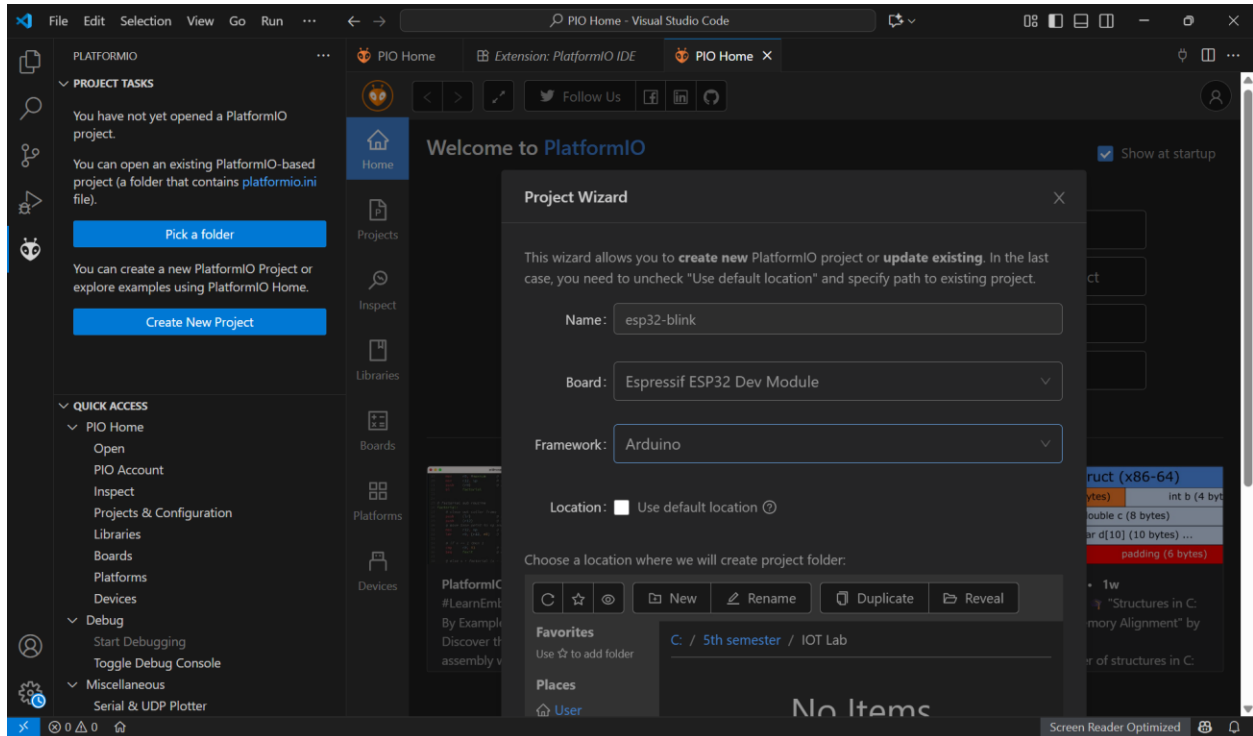 File Edit Selection View Go Run ···
PIO Home - Visual Studio Code
PLATFORMIO
PROJECT TASKS
You have not yet opened a PlatformIO
project.
You can open an existing PlatformIO-based
project (a folder that contains platformio.ini
file).
Pick a folder
You can create a new PlatformIO Project or
explore examples using PlatformIO Home.
Create New Project
QUICK ACCESS
PIO Home
Open
PIO Account
Inspect
Projects & Configuration
Libraries
Boards
Platforms
Devices
Debug
Start Debugging
Toggle Debug Console
Miscellaneous
Serial & UDP Plotter
PIO Home
Extension: PlatformIO IDE
PIO Home
Follow Us
Home
Projects
Inspect
Libraries
Boards
Platforms
Devices
Welcome to PlatformIO
Show at startup
Project Wizard
This wizard allows you to create new PlatformIO project or update existing. In the last
case, you need to uncheck "Use default location" and specify path to existing project.
Name: esp32-blink
Board: Espressif ESP32 Dev Module
Framework: Arduino
Location: Use default location
Choose a location where we will create project folder:
New Rename Duplicate Reveal
Favorites
Use ☆ to add folder
Places
User
C: / 5th semester / IOT Lab
No Items
ct
PlatformIO
#LearnEmb
By Example
Discover th
assembly w
ruct (x86-64)
ytes) int b (4 byt
ouble c (8 bytes)
ar d[10] (10 bytes) ...
padding (6 bytes)
• 1w
"Structures in C:
mory Alignment" by
r of structures in C:
0 0
Screen Reader Optimized